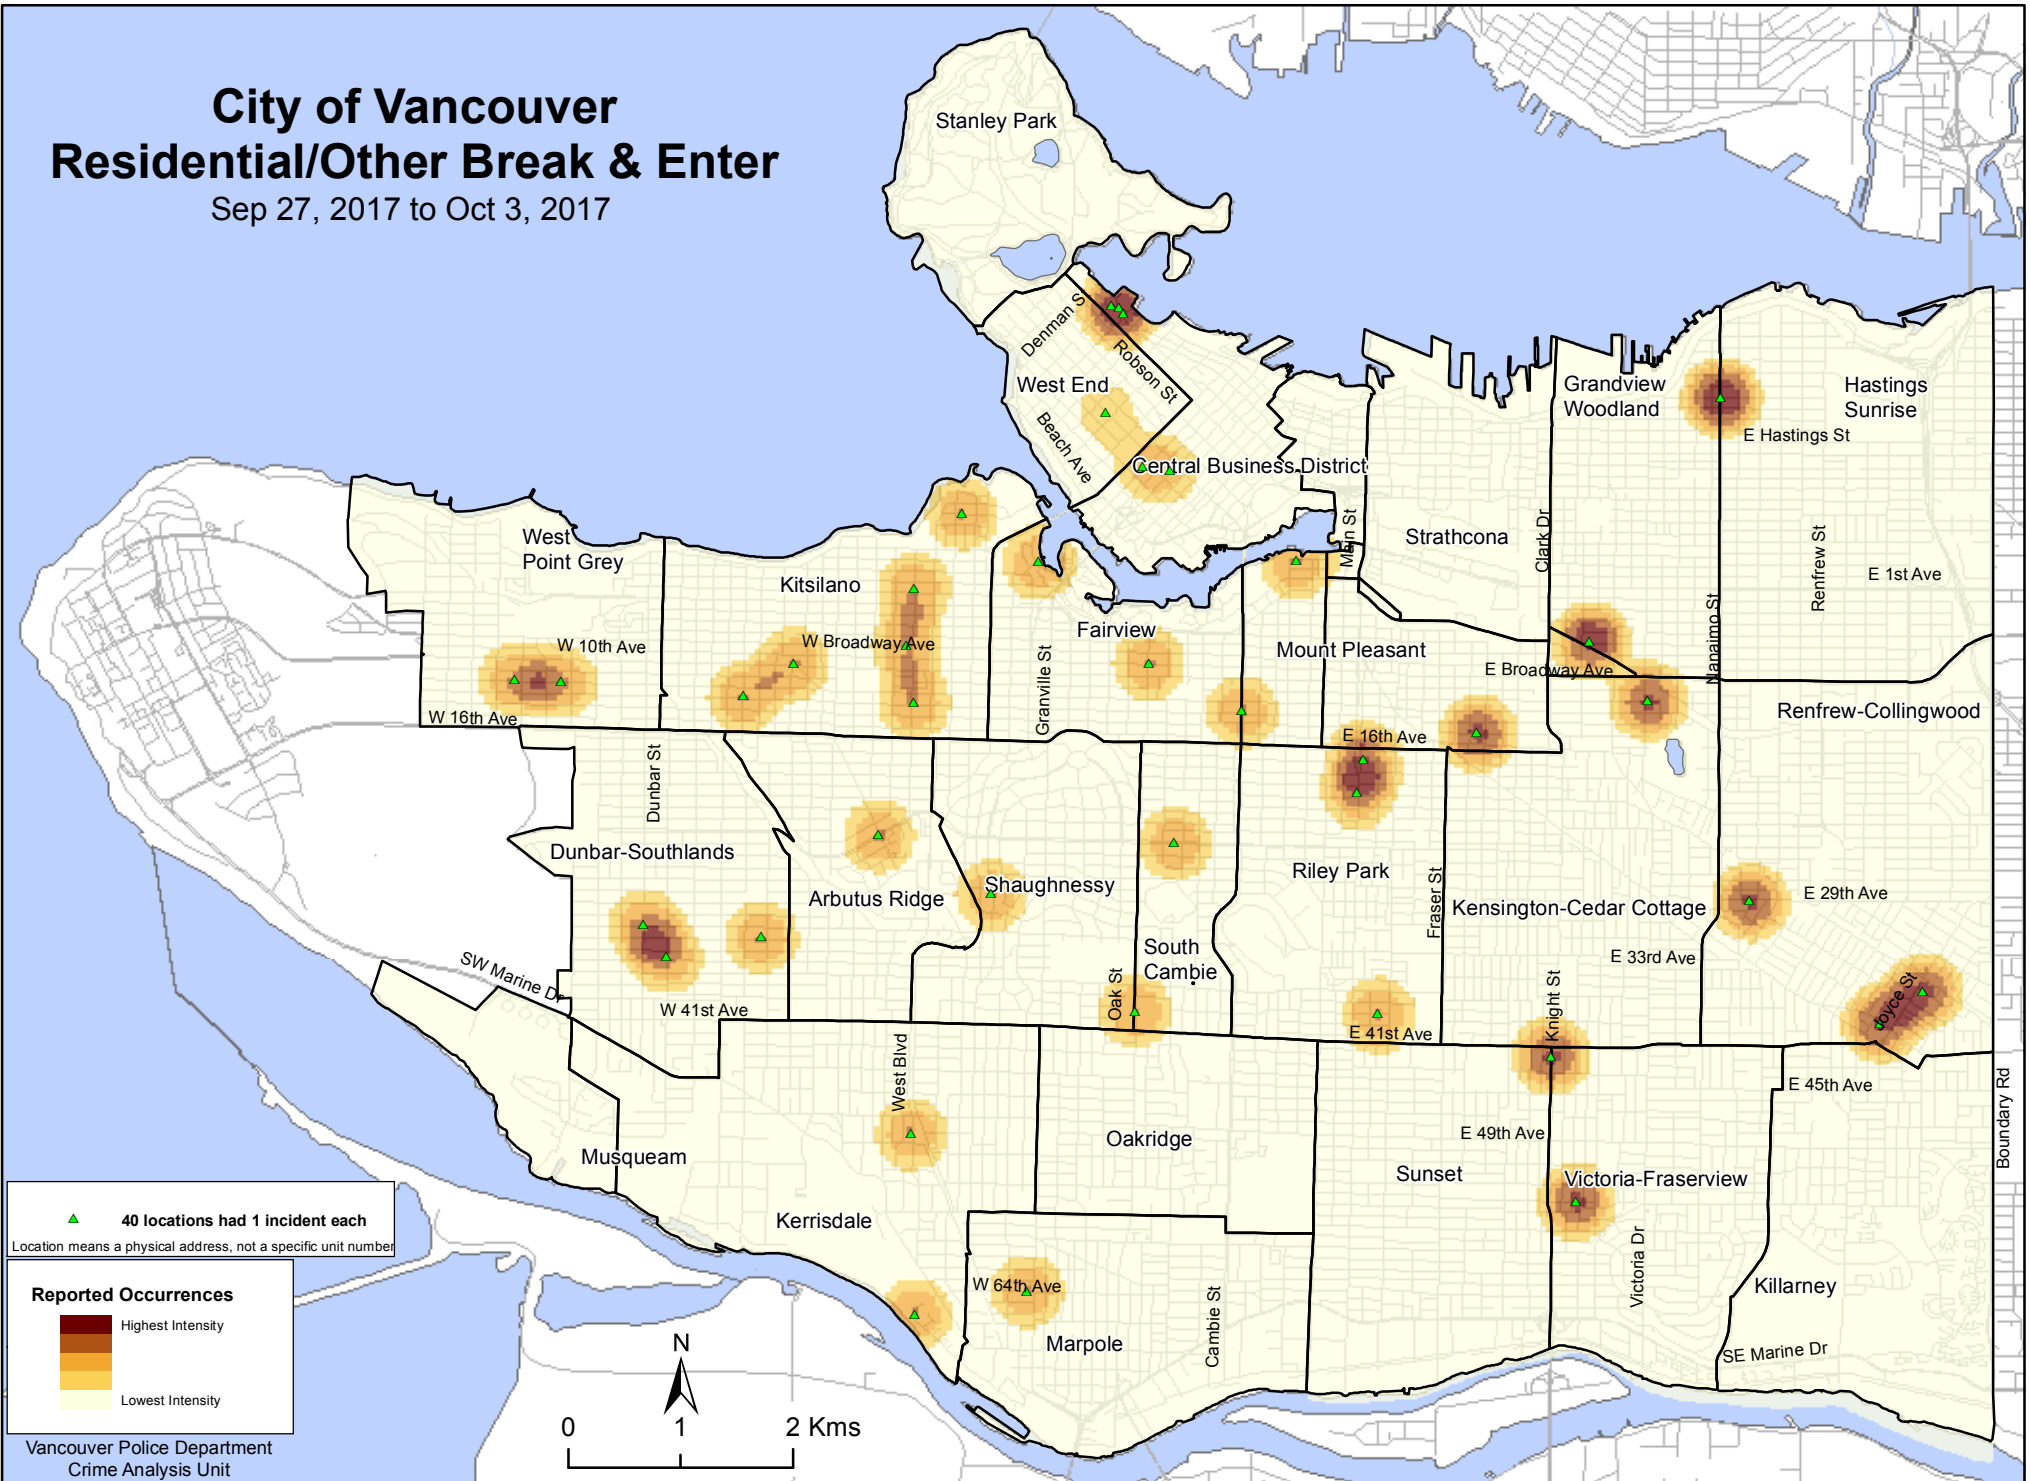 City of Vancouver
Residential/Other Break & Enter
Sep 27, 2017 to Oct 3, 2017
Stanley Park
Denman S
Robson St
West End
Beach Ave
Central Business District
Grandview
Woodland
Hastings
Sunrise
E Hastings St
West
Point Grey
Kitsilano
Strathcona
Main St
Clark Dr
Renfrew St
E 1st Ave
Nanaimo St
W 10th Ave
W Broadway Ave
Fairview
Granville St
Mount Pleasant
E Broadway Ave
W 16th Ave
E 16th Ave
Renfrew-Collingwood
Dunbar St
Dunbar-Southlands
Arbutus Ridge
Shaughnessy
Riley Park
Fraser St
Kensington-Cedar Cottage
E 29th Ave
South
Cambie
E 33rd Ave
SW Marine Dr
W 41st Ave
Oak St
E 41st Ave
Knight St
Joyce St
West Blvd
E 45th Ave
Boundary Rd
Musqueam
Oakridge
E 49th Ave
Sunset
Victoria-Fraserview
Kerrisdale
Victoria Dr
W 64th Ave
Marpole
Cambie St
Killarney
SE Marine Dr
40 locations had 1 incident each
Location means a physical address, not a specific unit number
Reported Occurrences
Highest Intensity
Lowest Intensity
N
0 1 2 Kms
Vancouver Police Department
Crime Analysis Unit